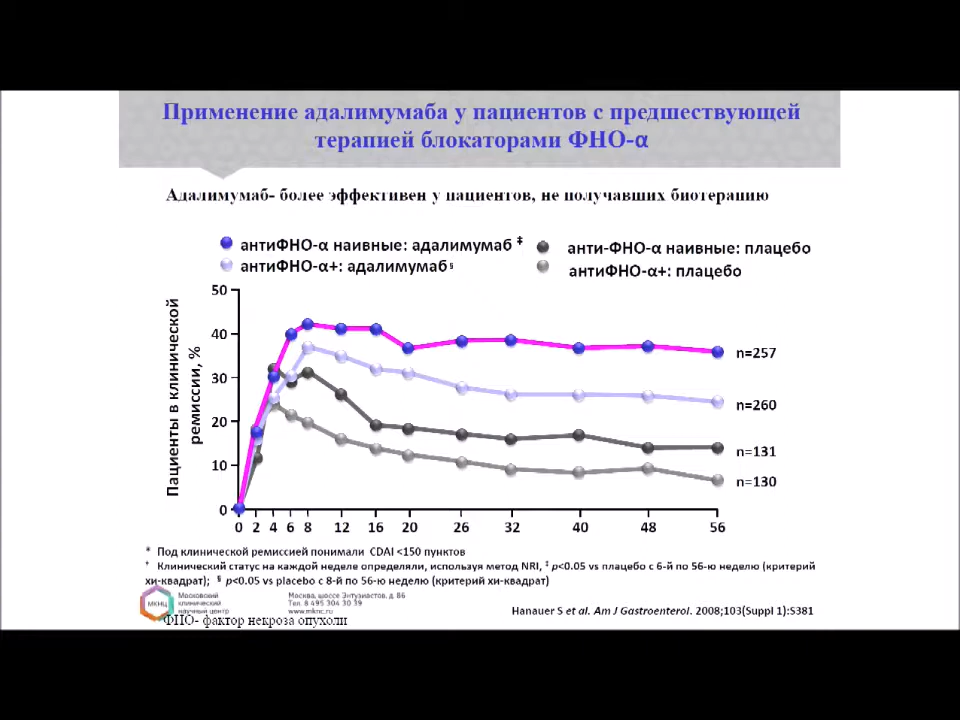 Применение адалимумаба у пациентов с предшествующей
терапией блокаторами ФНО-α
Адалимумаб- более эффективен у пациентов, не получавших биотерапию
антиФНО-α наивные: адалимумаб ‡
анти-ФНО-α наивные: плацебо
антиФНО-α+: адалимумаб §
антиФНО-α+: плацебо
Пациенты в клинической
ремиссии, %
50
40
30
20
10
0
n=257
n=260
n=131
n=130
0 2 4 6 8 12 16 20 26 32 40 48 56
* Под клинической ремиссией понимали CDAI <150 пунктов
† Клинический статус на каждой неделе определяли, используя метод NRI, ‡ p<0.05 vs плацебо с 6-й по 56-ю неделю (критерий
хи-квадрат); § p<0.05 vs placebo с 8-й по 56-ю неделю (критерий хи-квадрат)
МКНЦ
Московский
клинический
научный центр
Москва, шоссе Энтузиастов, д. 86
Тел. 8 495 304 30 39
www.mknc.ru
Hanauer S et al. Am J Gastroenterol. 2008;103(Suppl 1):S381
*ФНО- фактор некроза опухоли